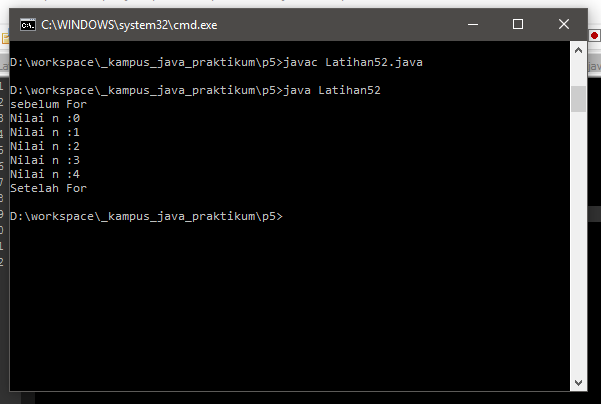 C:\WINDOWS\system32\cmd.exe
D:\workspace\_kampus_java_praktikum\p5>javac Latihan52.java
D:\workspace\_kampus_java_praktikum\p5>java Latihan52
sebelum For
Nilai n :0
Nilai n :1
Nilai n :2
Nilai n :3
Nilai n :4
Setelah For
D:\workspace\_kampus_java_praktikum\p5>